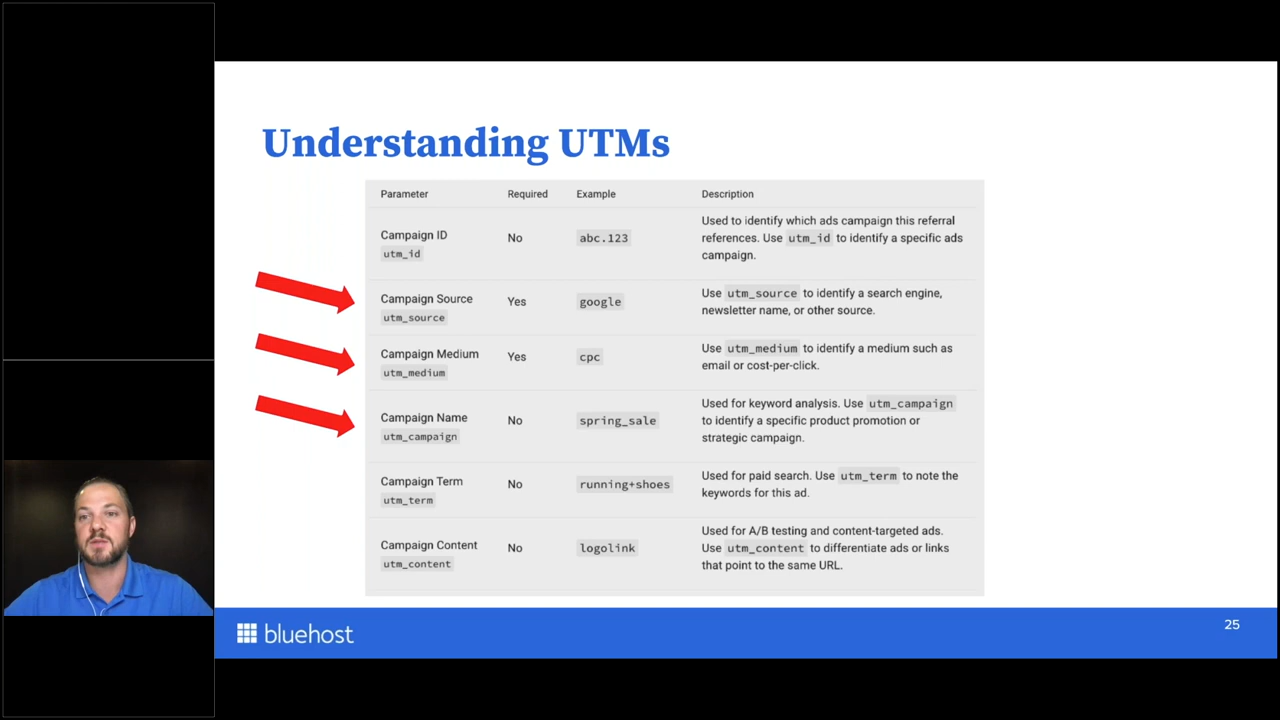 Understanding UTMs
Parameter Required Example Description
Campaign ID
utm_id
No
abc.123
Used to identify which ads campaign this referral
references. Use utm_id to identify a specific ads
campaign.
Campaign Source
utm_source
Yes
google
Use utm_source to identify a search engine,
newsletter name, or other source.
Campaign Medium
utm_medium
Yes
cpc
Use utm_medium to identify a medium such as
email or cost-per-click.
Campaign Name
utm_campaign
No
spring_sale
Used for keyword analysis. Use utm_campaign
to identify a specific product promotion or
strategic campaign.
Campaign Term
utm_term
No
running+shoes
Used for paid search. Use utm_term to note the
keywords for this ad.
Campaign Content
utm_content
No
logolink
Used for A/B testing and content-targeted ads.
Use utm_content to differentiate ads or links
that point to the same URL.
bluehost
25